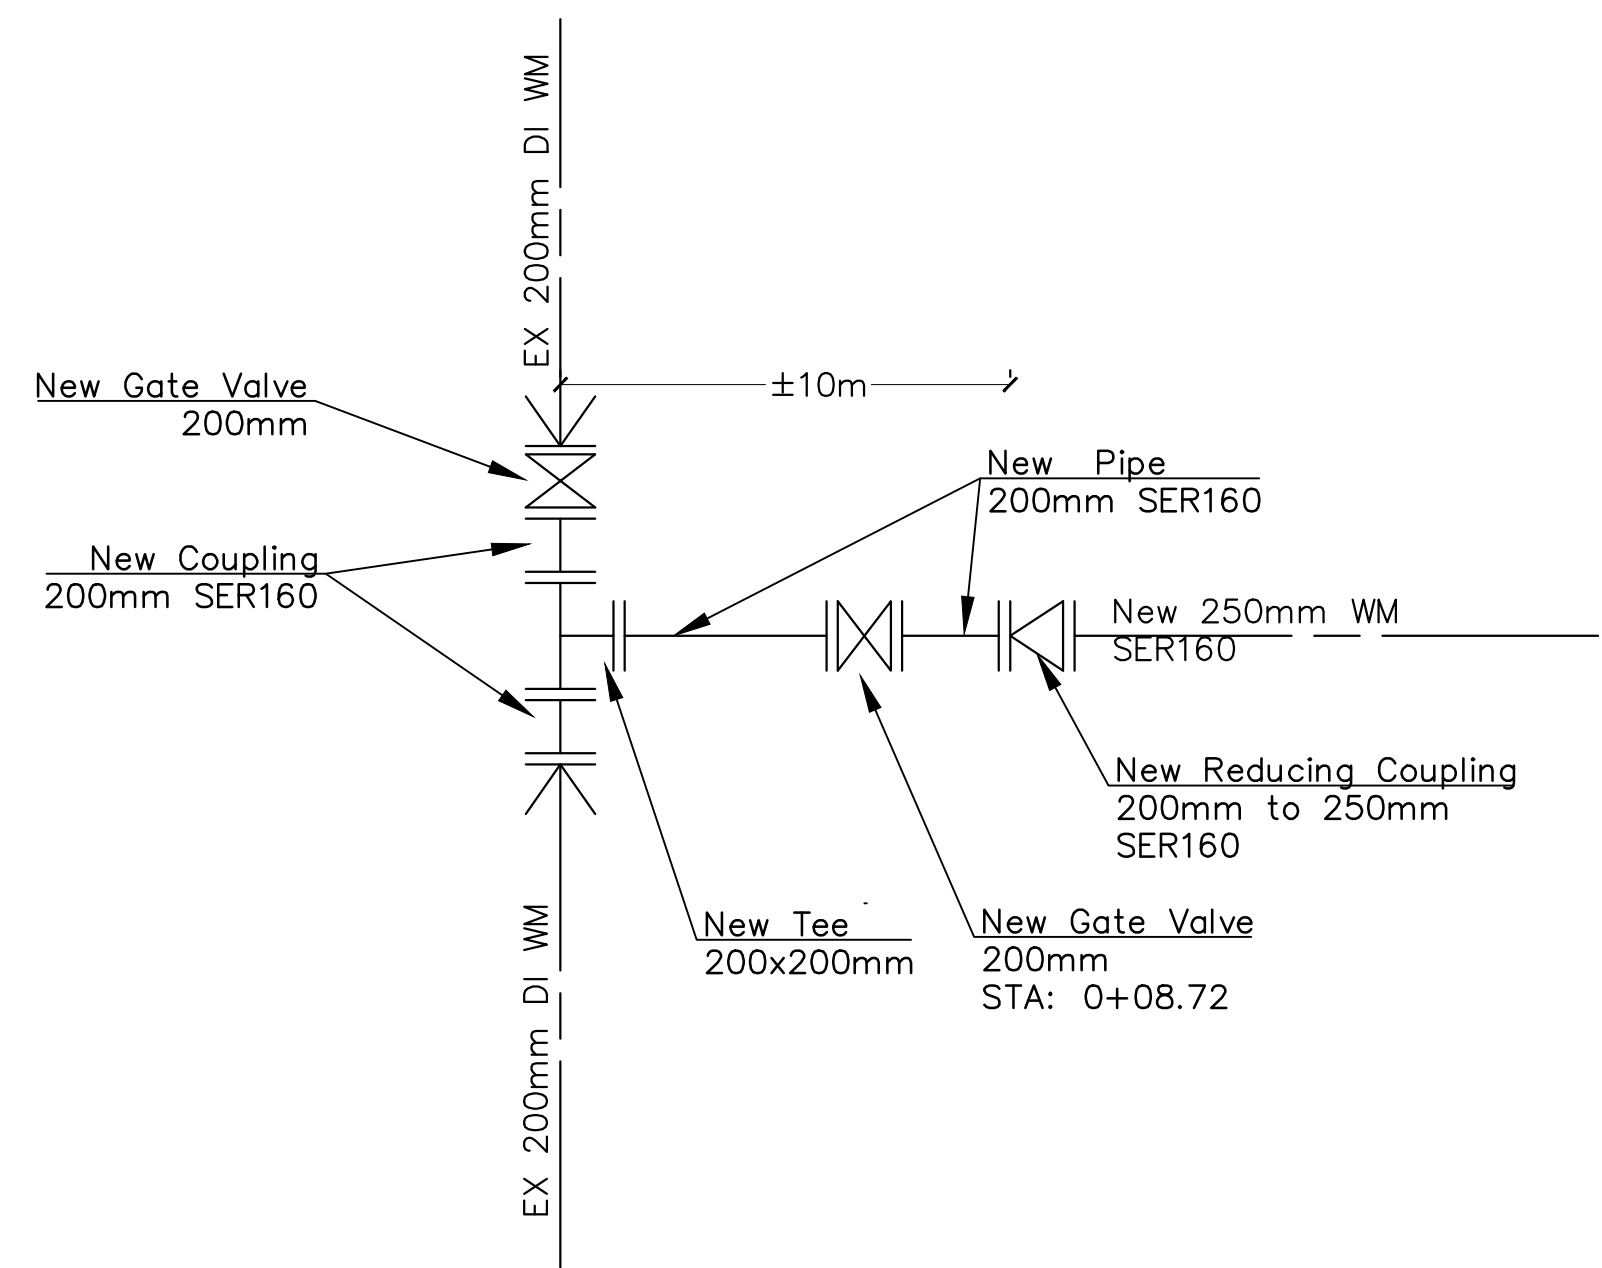 EX 200mm DI WM
±10m
New Gate Valve
200mm
New Pipe
200mm SER160
New Coupling
200mm SER160
New 250mm WM
SER160
New Reducing Coupling
200mm to 250mm
SER160
New Tee
200x200mm
New Gate Valve
200mm
STA: 0+08.72
EX 200mm DI WM